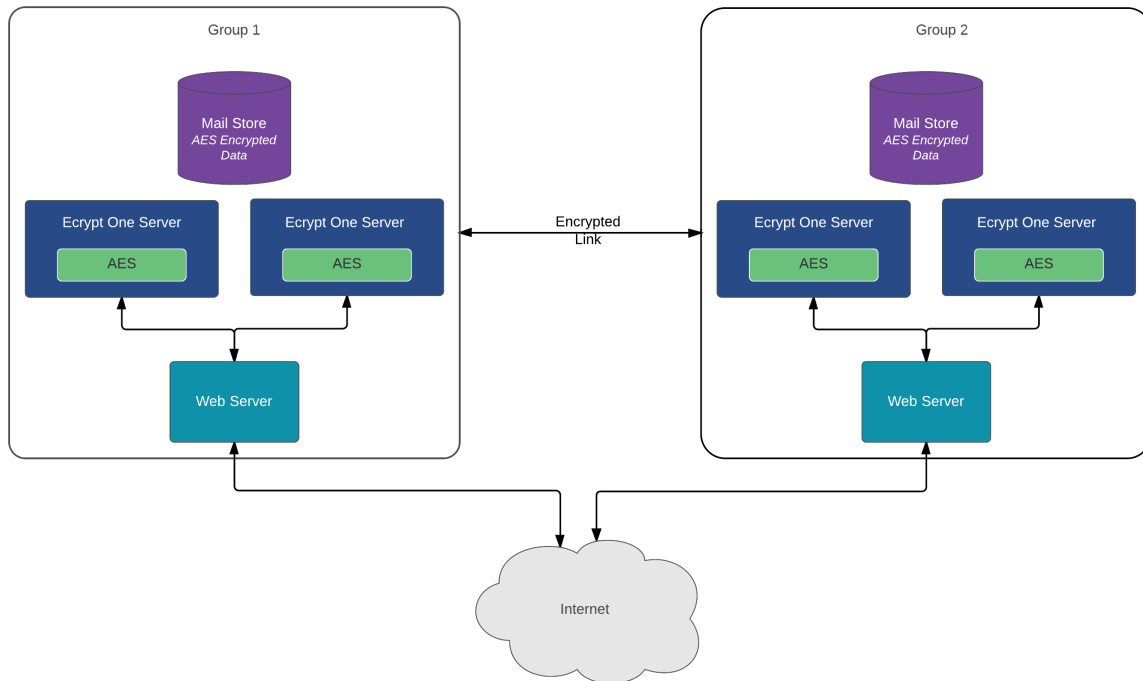 Group 1
Mail Store
AES Encrypted
Data
Ecrypt One Server
AES
Ecrypt One Server
AES
Web Server
Encrypted
Link
Group 2
Mail Store
AES Encrypted
Data
Ecrypt One Server
AES
Ecrypt One Server
AES
Web Server
Internet